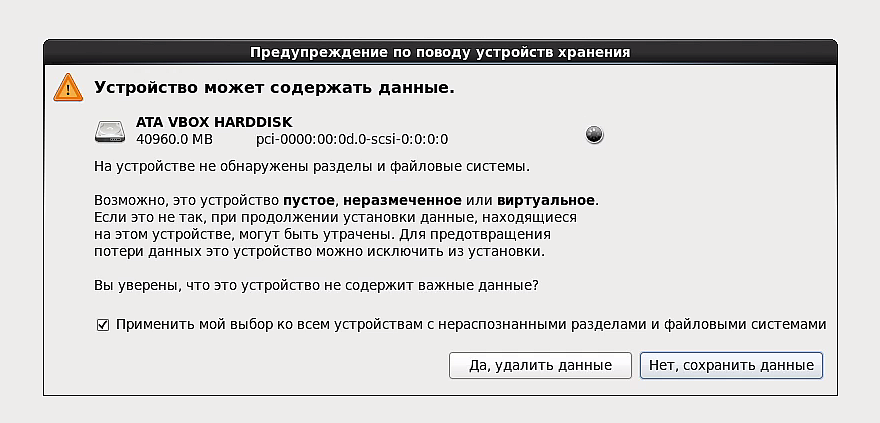 Предупреждение по поводу устройств хранения
Устройство может содержать данные.
ATA VBOX HARDDISK
40960.0 MB pci-0000:00:0d.0-scsi-0:0:0:0
На устройстве не обнаружены разделы и файловые системы.
Возможно, это устройство пустое, неразмеченное или виртуальное.
Если это не так, при продолжении установки данные, находящиеся
на этом устройстве, могут быть утрачены. Для предотвращения
потери данных это устройство можно исключить из установки.
Вы уверены, что это устройство не содержит важные данные?
Применить мой выбор ко всем устройствам с нераспознанными разделами и файловыми системами
Да, удалить данные Нет, сохранить данные